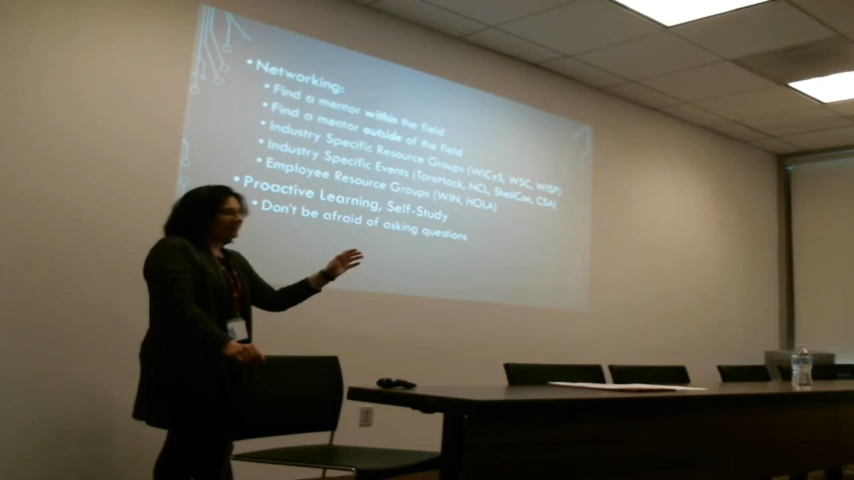 • Networking:
• Find a mentor within the field
• Find a mentor outside of the field
• Industry Specific Resource Groups (WiCyS, WSC, WISP)
• Industry Specific Events (ToroHack, NCL, ShellCon, CSA)
• Employee Resource Groups (WIN, HOLA)
• Proactive Learning, Self-Study
• Don't be afraid of asking questions